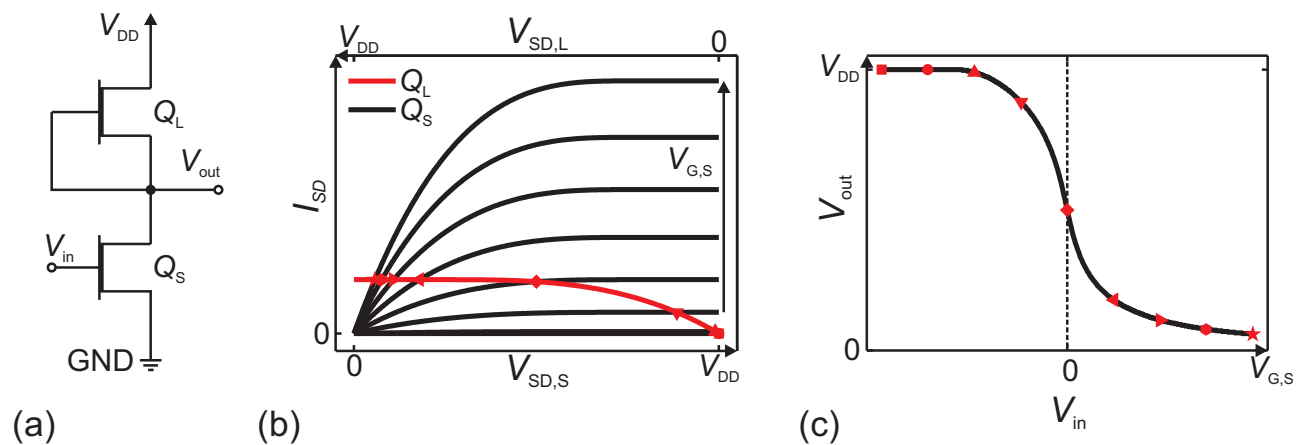 V_DD
Q_L
V_out
V_in
Q_S
GND
(a)
V_DD V_SD,L 0
Q_L
Q_S
V_G,S
I_SD
0
0 V_SD,S V_DD
(b)
V_DD
V_out
0
0 V_G,S
V_in
(c)